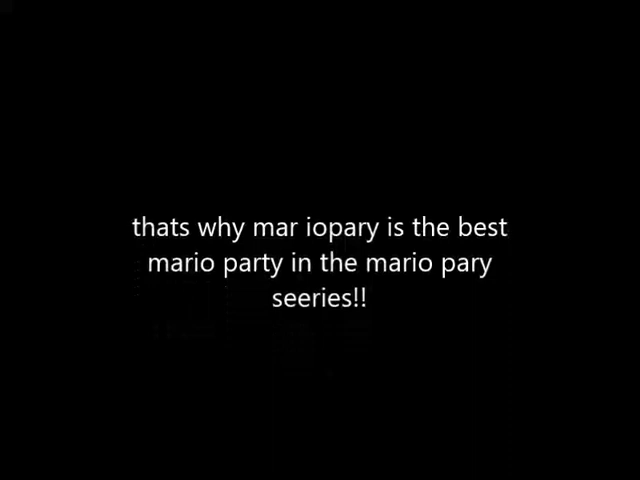 thats why mar iopary is the best
mario party in the mario pary
seeries!!